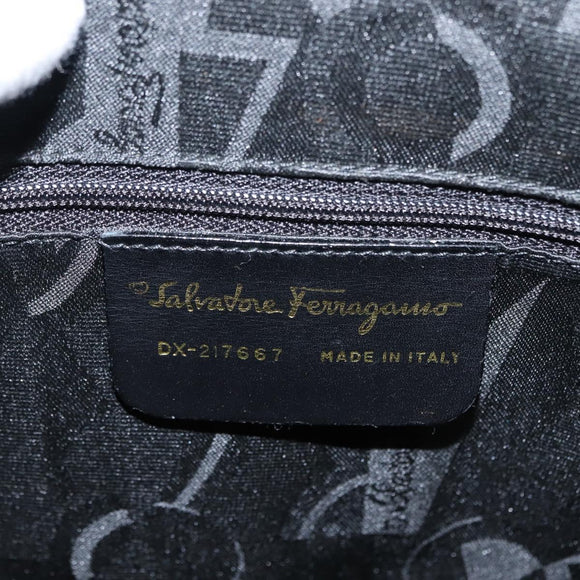 Salvatore Ferragamo
DX-217667 MADE IN ITALY